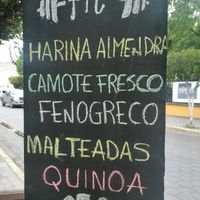 HARINA ALMENDRA
CAMOTE FRESCO
FENOGRECO
MALTEADAS
QUINOA